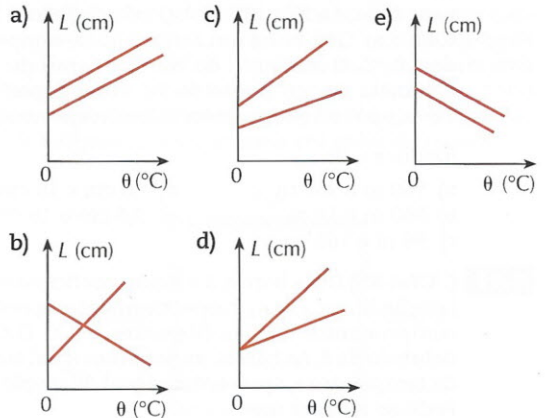 a)
L (cm)
0
θ (°C)
b)
L (cm)
0
θ (°C)
c)
L (cm)
0
θ (°C)
d)
L (cm)
0
θ (°C)
e)
L (cm)
0
θ (°C)